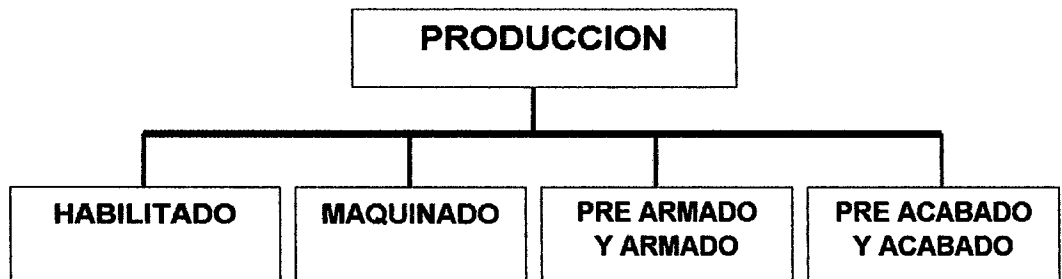 PRODUCCION
HABILITADO
MAQUINADO
PRE ARMADO
Y ARMADO
PRE ACABADO
Y ACABADO